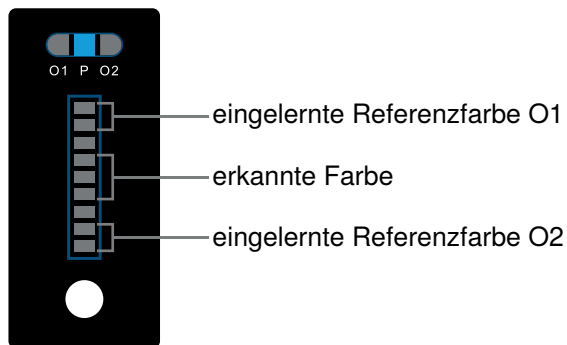 O1 P O2
eingelernte Referenzfarbe O1
erkannte Farbe
eingelernte Referenzfarbe O2